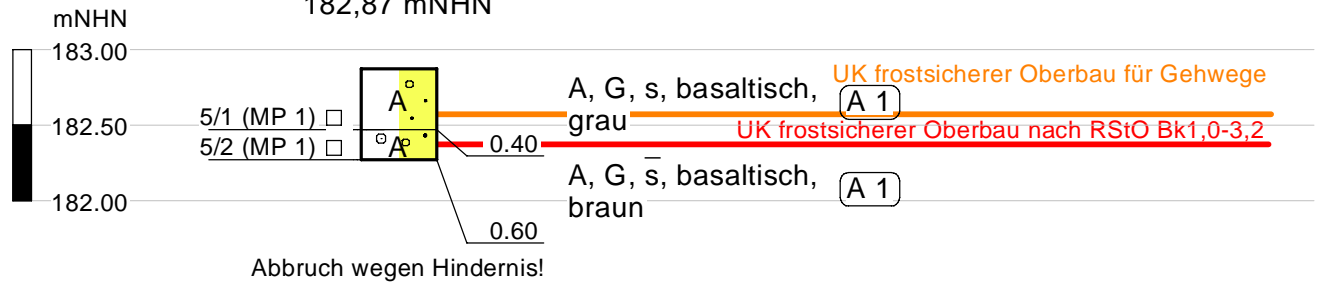 182,87 mNHN
mNHN
183.00
A, G, s, basaltisch,
grau
A 1
UK frostsicherer Oberbau für Gehwege
A
5/1 (MP 1)
182.50
UK frostsicherer Oberbau nach RStO Bk1,0-3,2
5/2 (MP 1)
A
0.40
A, G, s̅, basaltisch,
braun
A 1
182.00
0.60
Abbruch wegen Hindernis!